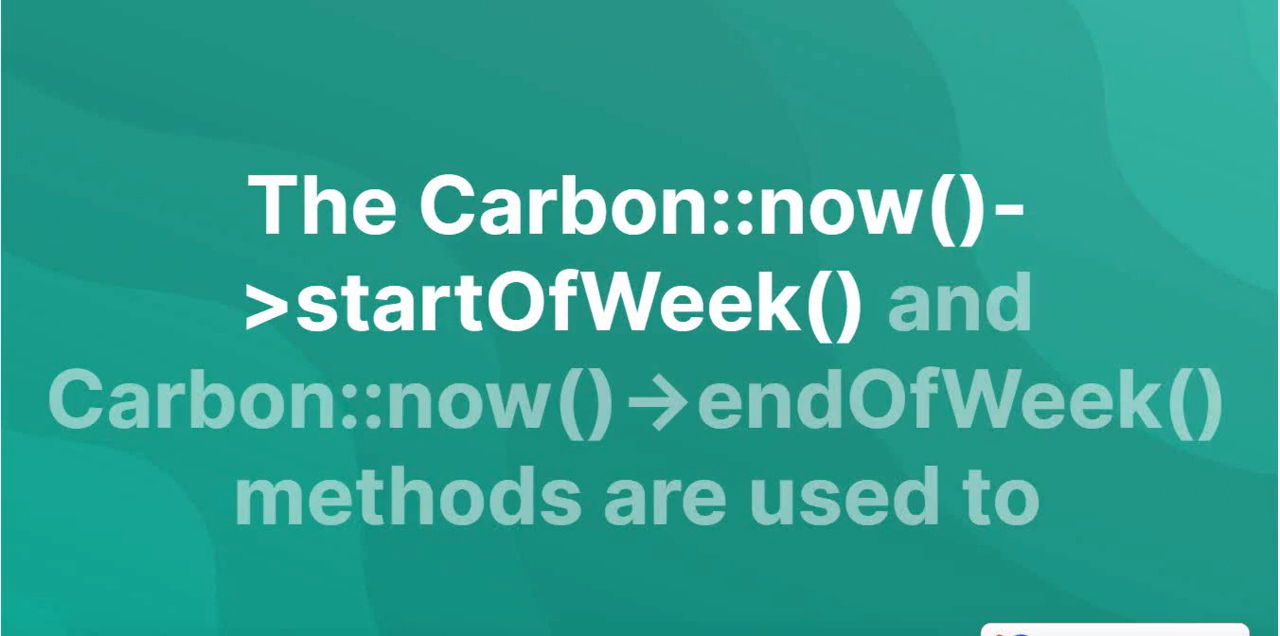 The Carbon::now()-
>startOfWeek() and
Carbon::now()→endOfWeek()
methods are used to